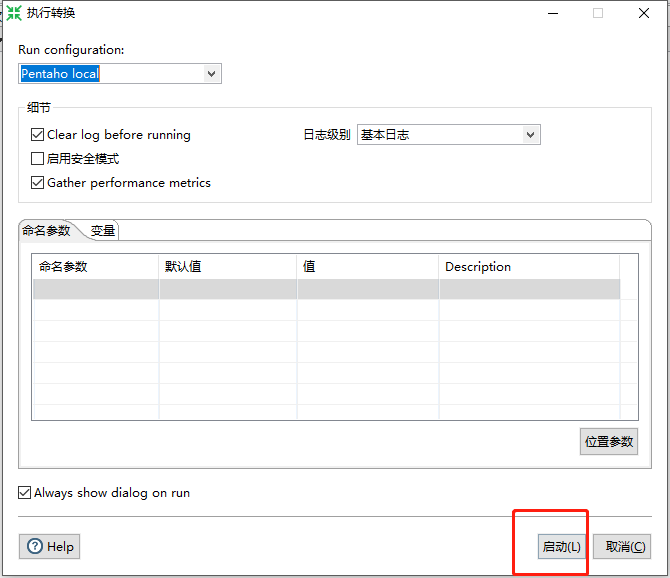 执行转换
Run configuration:
Pentaho local
细节
Clear log before running
日志级别 基本日志
启用安全模式
Gather performance metrics
命名参数 变量
命名参数 默认值 值 Description
位置参数
Always show dialog on run
Help 启动(L) 取消(C)